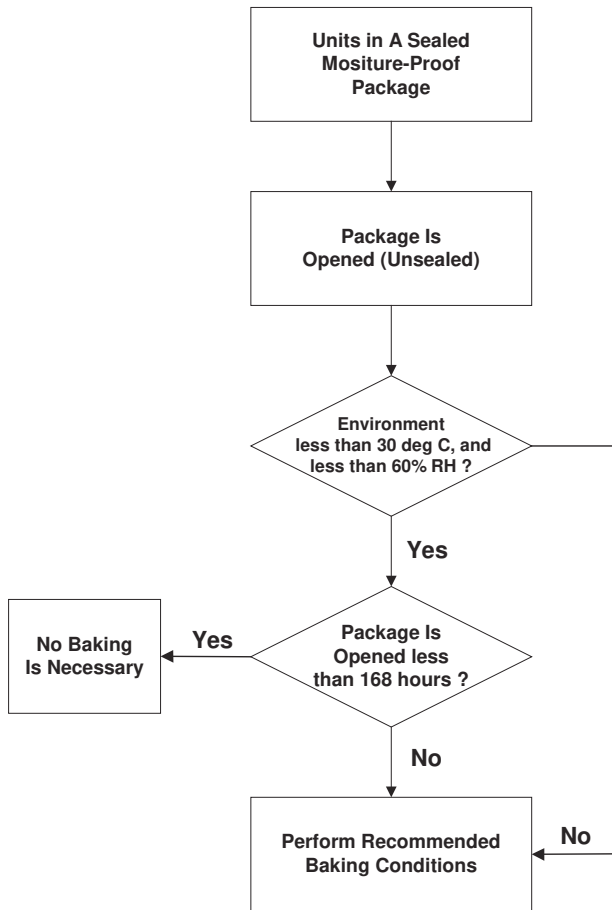 Units in A Sealed
Mositure-Proof
Package
Package Is
Opened (Unsealed)
Environment
less than 30 deg C, and
less than 60% RH ?
Yes
No Baking
Is Necessary
Yes
Package Is
Opened less
than 168 hours ?
No
Perform Recommended
Baking Conditions
No